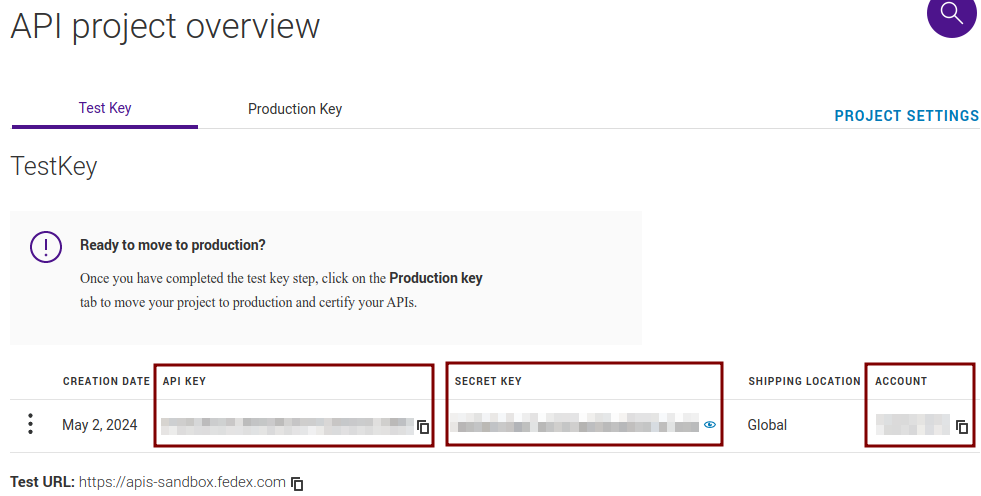 API project overview
Test Key
Production Key
PROJECT SETTINGS
TestKey
Ready to move to production?
Once you have completed the test key step, click on the Production key
tab to move your project to production and certify your APIs.
CREATION DATE API KEY SECRET KEY SHIPPING LOCATION ACCOUNT
May 2, 2024 Global
Test URL: https://apis-sandbox.fedex.com